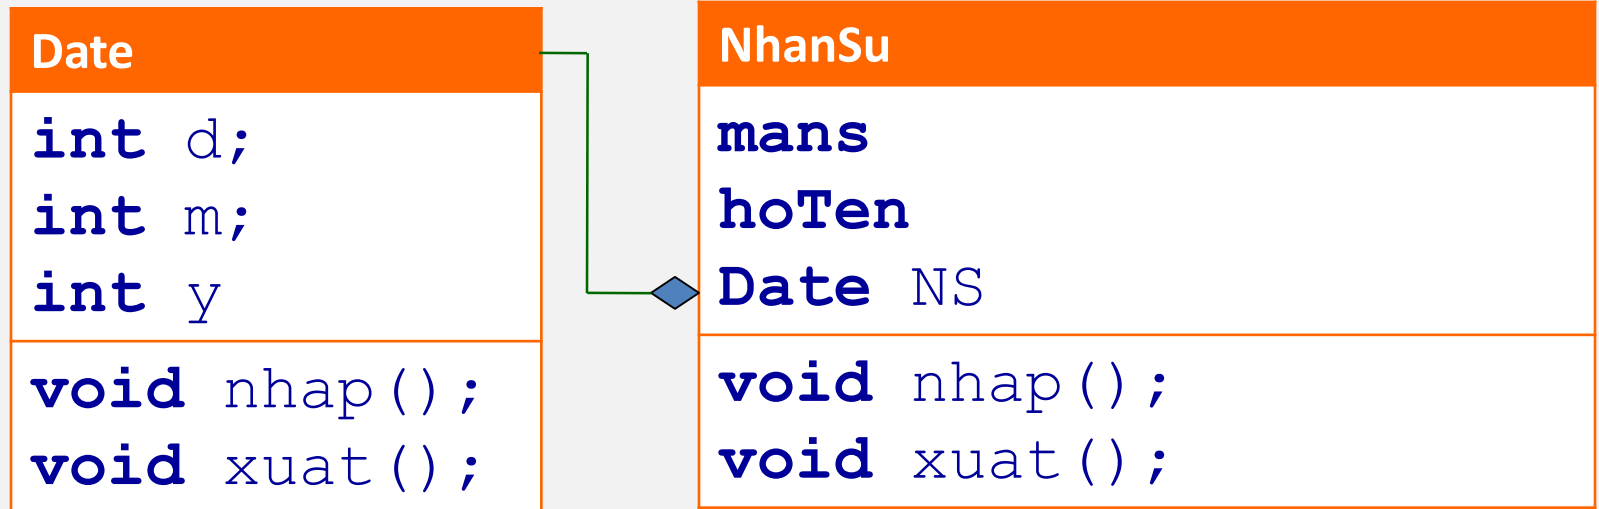 Date
int d;
int m;
int y
void nhap();
void xuat();
NhanSu
mans
hoTen
Date NS
void nhap();
void xuat();